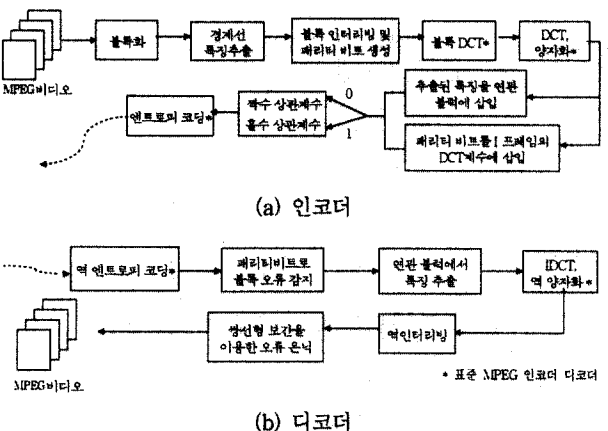 MPEG비디오
블록화
경계선
특징추출
블록 인터리빙 및
패리티 비트 생성
블록 DCT*
DCT,
양자화*
추출된 특징을 연관
블럭에 삽입
패리티 비트를 I 프레임의
DCT계수에 삽입
0
1
짝수 상관계수
홀수 상관계수
엔트로피 코딩*
(a) 인코더
역 엔트로피 코딩*
패리티비트로
블록 오류 감지
연관 블럭에서
특징 추출
IDCT,
역 양자화*
역인터리빙
쌍선형 보간을
이용한 오류 은닉
MPEG비디오
* 표준 MPEG 인코더 디코더
(b) 디코더